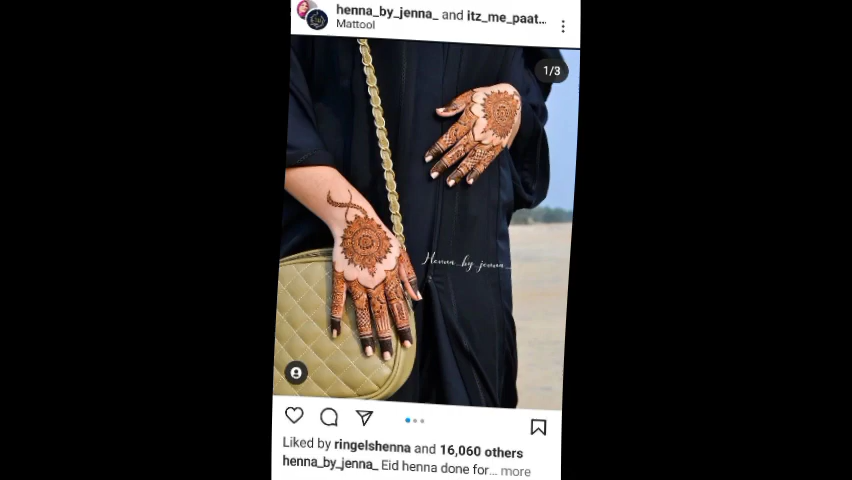 henna_by_jenna_ and itz_me_paat...
Mattool
1/3
Henna_by_jenna_
Liked by ringelshenna and 16,060 others
henna_by_jenna_ Eid henna done for... more